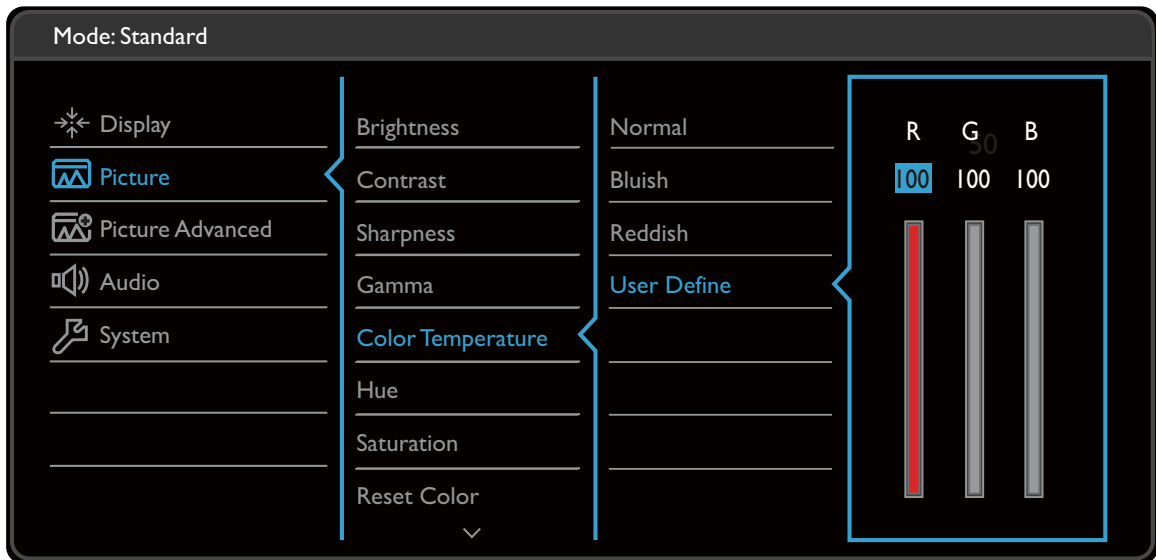 Mode: Standard
Display
Picture
Picture Advanced
Audio
System
Brightness
Contrast
Sharpness
Gamma
Color Temperature
Hue
Saturation
Reset Color
Normal
Bluish
Reddish
User Define
R G B
50
100 100 100